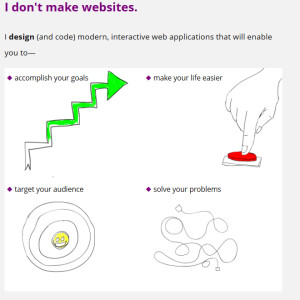 I don't make websites.
I design (and code) modern, interactive web applications that will enable
you to—
accomplish your goals
make your life easier
target your audience
solve your problems